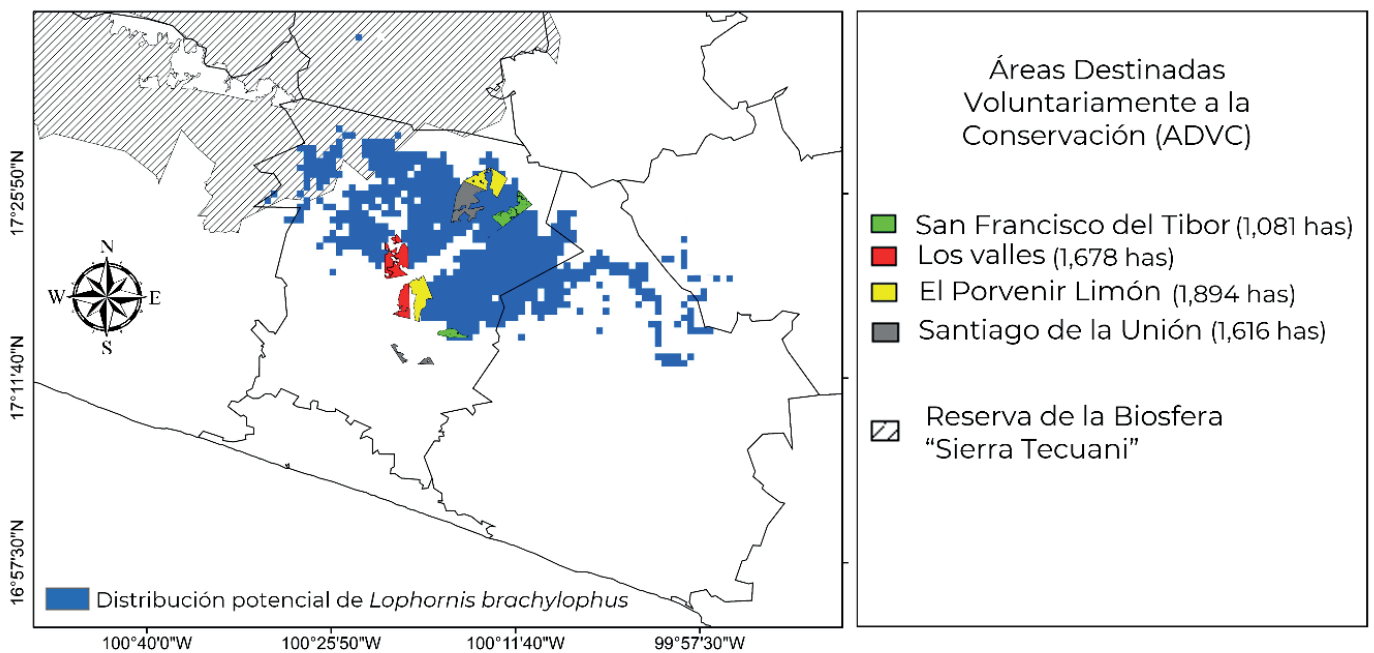 17°25'50"N
17°11'40"N
16°57'30"N
N
W
E
S
Distribución potencial de Lophornis brachylophus
100°40'0"W
100°25'50"W
100°11'40"W
99°57'30"W
Áreas Destinadas
Voluntariamente a la
Conservación (ADVC)
San Francisco del Tibor (1,081 has)
Los valles (1,678 has)
El Porvenir Limón (1,894 has)
Santiago de la Unión (1,616 has)
Reserva de la Biosfera
“Sierra Tecuani”